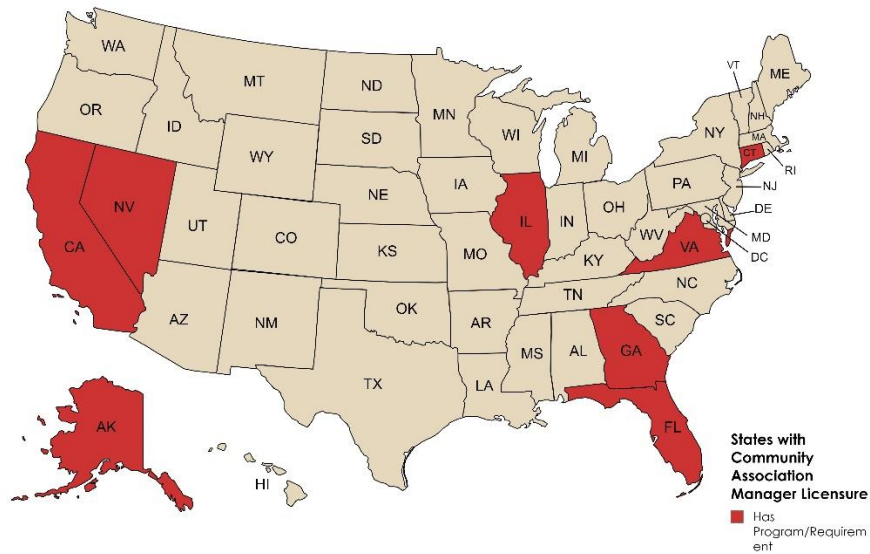 WA
MT
ND
MN
VT
ME
OR
ID
SD
WI
NH
NY
MA
WY
MI
CT
RI
IA
PA
NJ
NE
NV
OH
DE
IL
IN
UT
CA
CO
WV
MD
VA
KS
MO
DC
KY
NC
TN
OK
AZ
NM
AR
SC
MS
AL
GA
TX
LA
AK
FL
HI
States with
Community
Association
Manager Licensure
Has
Program/Requirem
ent